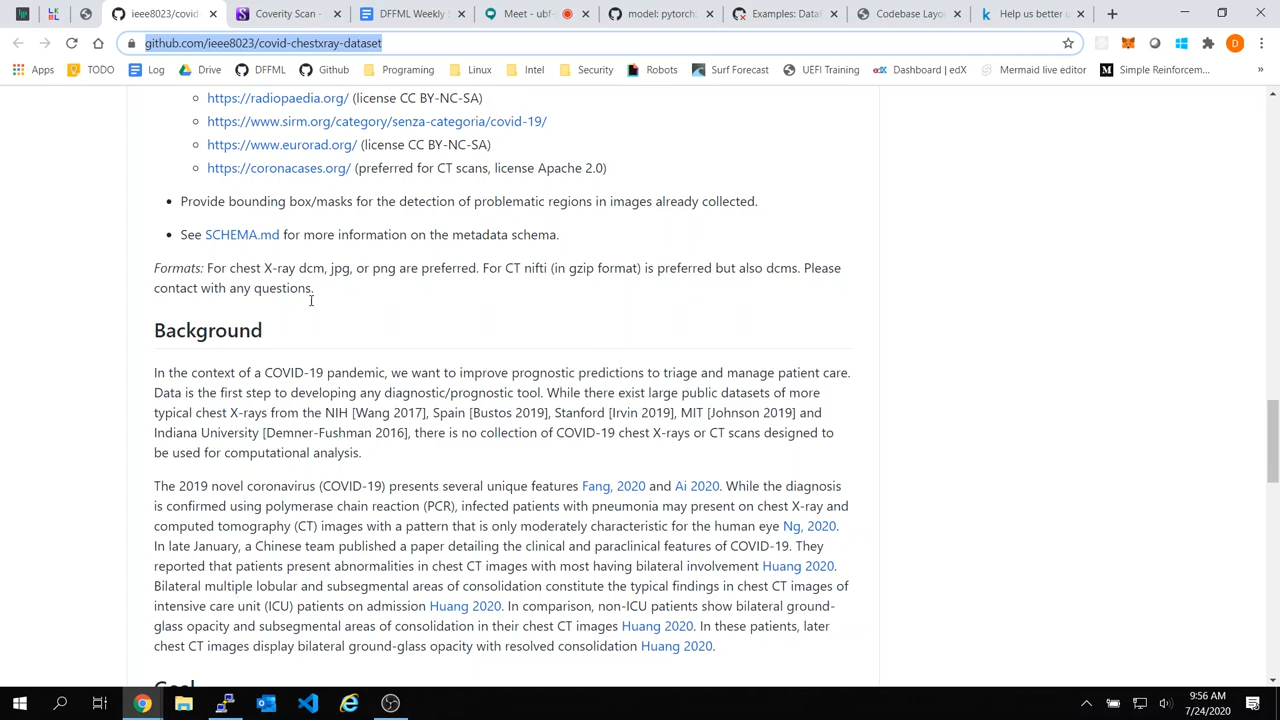 ieee8023/covid-
Coverity Scan -
DFFML Weekly S
Meet - ubf-
model: pytorch
Examples: Data
Codebase Layo
Help us better u
github.com/ieee8023/covid-chestxray-dataset
D
Apps
TODO
Log
Drive
DFFML
Github
Programing
Linux
Intel
Security
Robots
Surf Forecast
UEFI Training
Dashboard | edX
Mermaid live editor
Simple Reinforcem...
»
https://radiopaedia.org/ (license CC BY-NC-SA)
https://www.sirm.org/category/senza-categoria/covid-19/
https://www.eurorad.org/ (license CC BY-NC-SA)
https://coronacases.org/ (preferred for CT scans, license Apache 2.0)
Provide bounding box/masks for the detection of problematic regions in images already collected.
See SCHEMA.md for more information on the metadata schema.
Formats: For chest X-ray dcm, jpg, or png are preferred. For CT nifti (in gzip format) is preferred but also dcms. Please
contact with any questions.
Background
In the context of a COVID-19 pandemic, we want to improve prognostic predictions to triage and manage patient care.
Data is the first step to developing any diagnostic/prognostic tool. While there exist large public datasets of more
typical chest X-rays from the NIH [Wang 2017], Spain [Bustos 2019], Stanford [Irvin 2019], MIT [Johnson 2019] and
Indiana University [Demner-Fushman 2016], there is no collection of COVID-19 chest X-rays or CT scans designed to
be used for computational analysis.
The 2019 novel coronavirus (COVID-19) presents several unique features Fang, 2020 and Ai 2020. While the diagnosis
is confirmed using polymerase chain reaction (PCR), infected patients with pneumonia may present on chest X-ray and
computed tomography (CT) images with a pattern that is only moderately characteristic for the human eye Ng, 2020.
In late January, a Chinese team published a paper detailing the clinical and paraclinical features of COVID-19. They
reported that patients present abnormalities in chest CT images with most having bilateral involvement Huang 2020.
Bilateral multiple lobular and subsegmental areas of consolidation constitute the typical findings in chest CT images of
intensive care unit (ICU) patients on admission Huang 2020. In comparison, non-ICU patients show bilateral ground-
glass opacity and subsegmental areas of consolidation in their chest CT images Huang 2020. In these patients, later
chest CT images display bilateral ground-glass opacity with resolved consolidation Huang 2020.
Goal
9:56 AM
7/24/2020